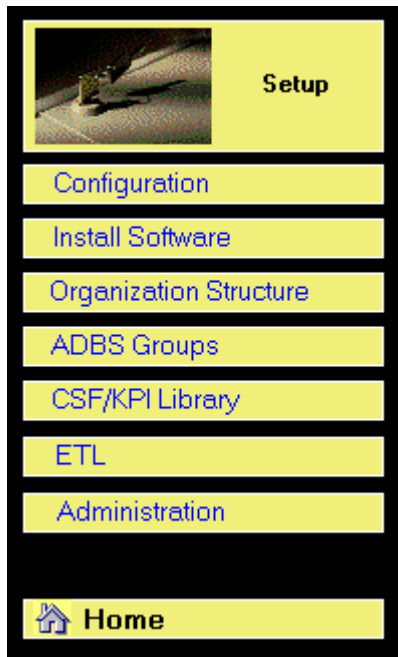 Setup
Configuration
Install Software
Organization Structure
ADBS Groups
CSF/KPI Library
ETL
Administration
Home